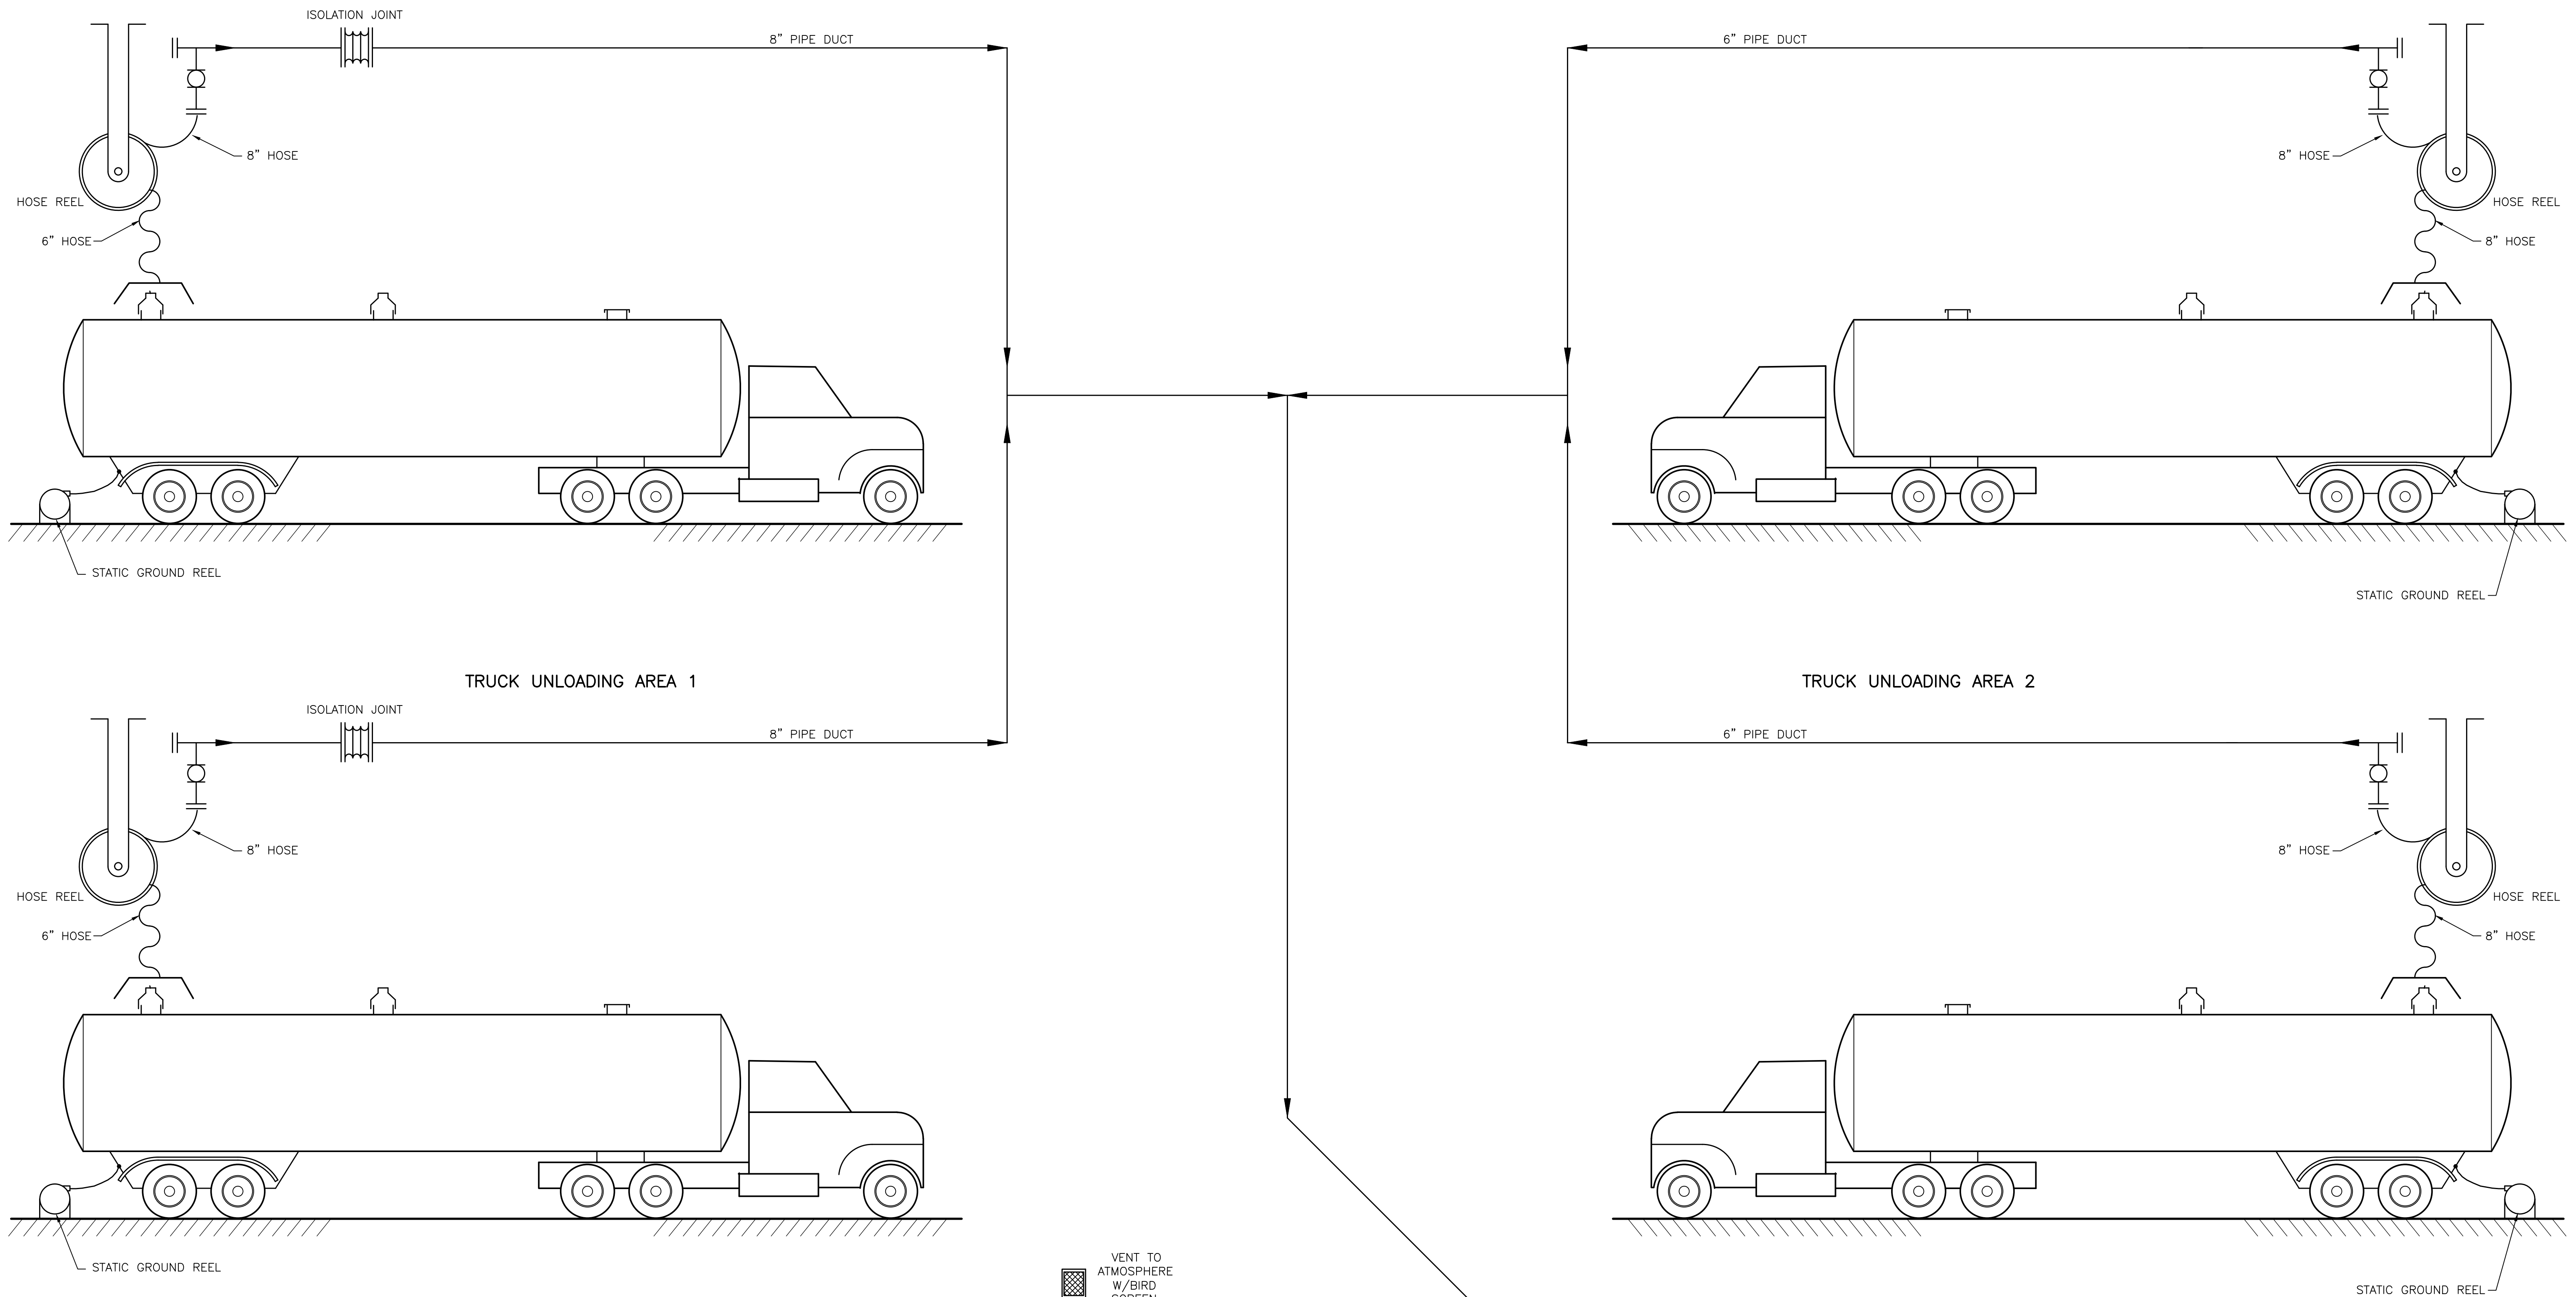 ISOLATION JOINT
8" PIPE DUCT
6" PIPE DUCT
8" HOSE
8" HOSE
HOSE REEL
HOSE REEL
6" HOSE
8" HOSE
STATIC GROUND REEL
STATIC GROUND REEL
TRUCK UNLOADING AREA 1
TRUCK UNLOADING AREA 2
ISOLATION JOINT
8" PIPE DUCT
6" PIPE DUCT
8" HOSE
8" HOSE
HOSE REEL
HOSE REEL
6" HOSE
8" HOSE
STATIC GROUND REEL
STATIC GROUND REEL
VENT TO
ATMOSPHERE
W/BIRD